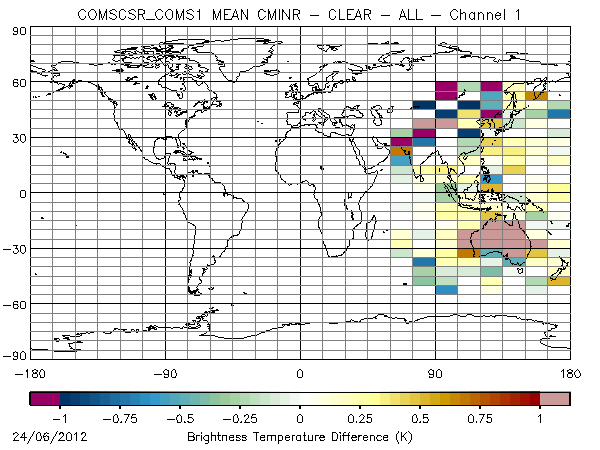 COMSCSR_COMS1 MEAN CMINR - CLEAR - ALL - Channel 1
90
60
30
0
-30
-60
-90
-180 -90 0 90 180
-1 -0.75 -0.5 -0.25 0 0.25 0.5 0.75 1
24/06/2012 Brightness Temperature Difference (K)